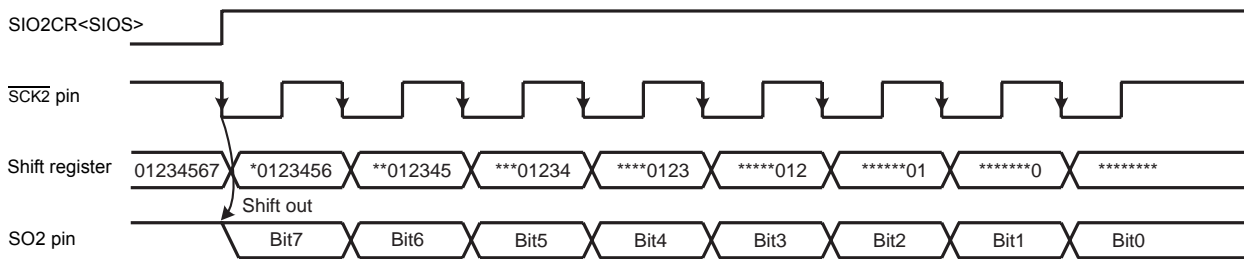 SIO2CR<SIOS>
SCK2 pin
Shift register 01234567 *0123456 **012345 ***01234 ****0123 *****012 ******01 *******0 ********
Shift out
SO2 pin Bit7 Bit6 Bit5 Bit4 Bit3 Bit2 Bit1 Bit0